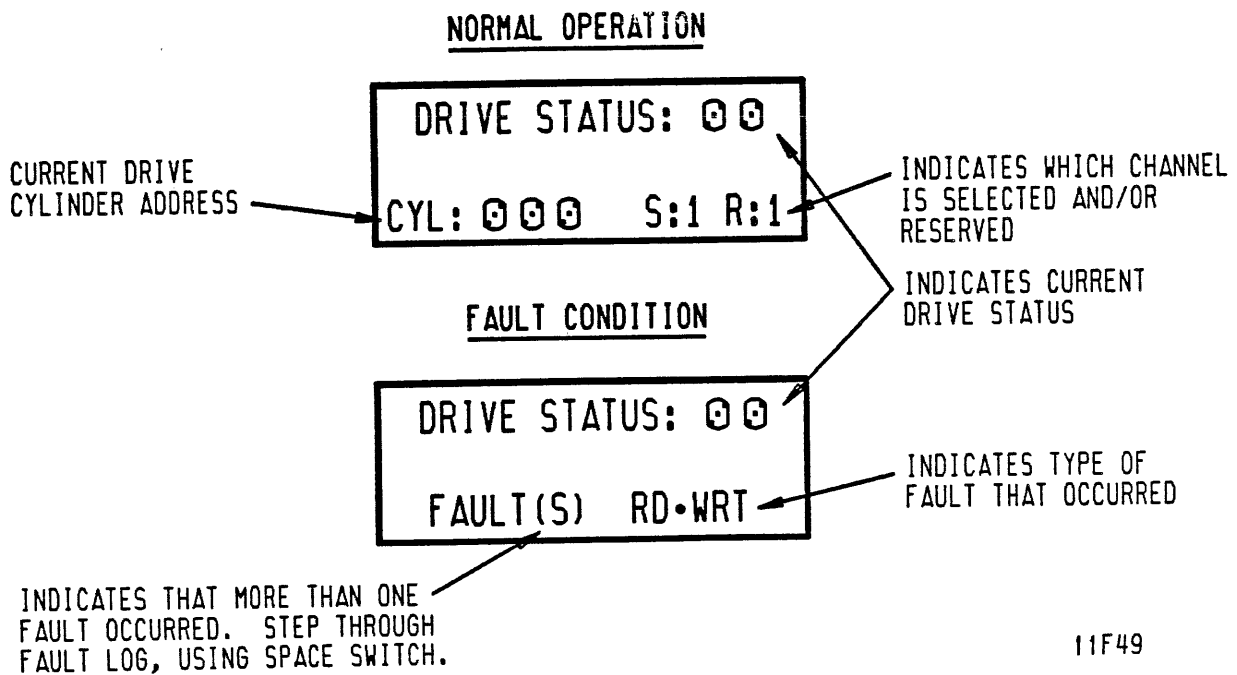 NORMAL OPERATION
DRIVE STATUS: 00
CYL: 000 S:1 R:1
CURRENT DRIVE
CYLINDER ADDRESS
INDICATES WHICH CHANNEL
IS SELECTED AND/OR
RESERVED
INDICATES CURRENT
DRIVE STATUS
FAULT CONDITION
DRIVE STATUS: 00
FAULT(S) RD•WRT
INDICATES TYPE OF
FAULT THAT OCCURRED
INDICATES THAT MORE THAN ONE
FAULT OCCURRED. STEP THROUGH
FAULT LOG, USING SPACE SWITCH.
11F49